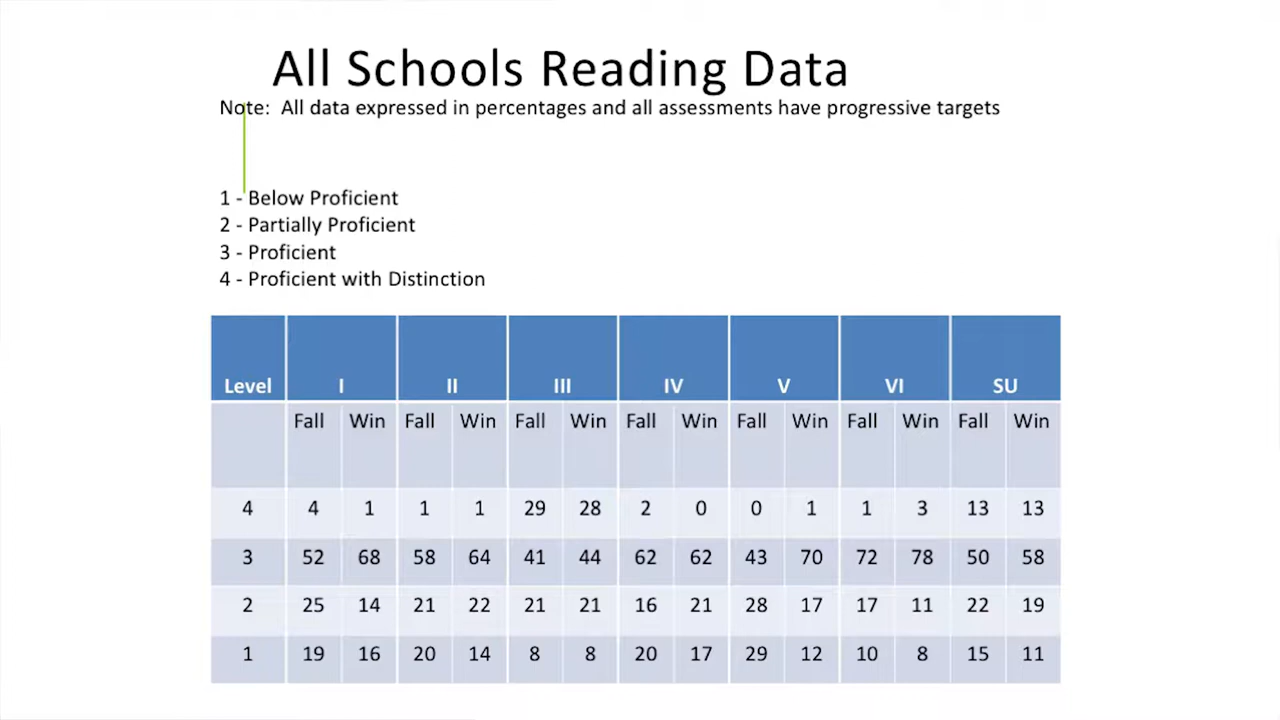 All Schools Reading Data
Note:  All data expressed in percentages and all assessments have progressive targets
1 - Below Proficient
2 - Partially Proficient
3 - Proficient
4 - Proficient with Distinction
Level I II III IV V VI SU
Fall Win Fall Win Fall Win Fall Win Fall Win Fall Win Fall Win
4 4 1 1 1 29 28 2 0 0 1 1 3 13 13
3 52 68 58 64 41 44 62 62 43 70 72 78 50 58
2 25 14 21 22 21 21 16 21 28 17 17 11 22 19
1 19 16 20 14 8 8 20 17 29 12 10 8 15 11